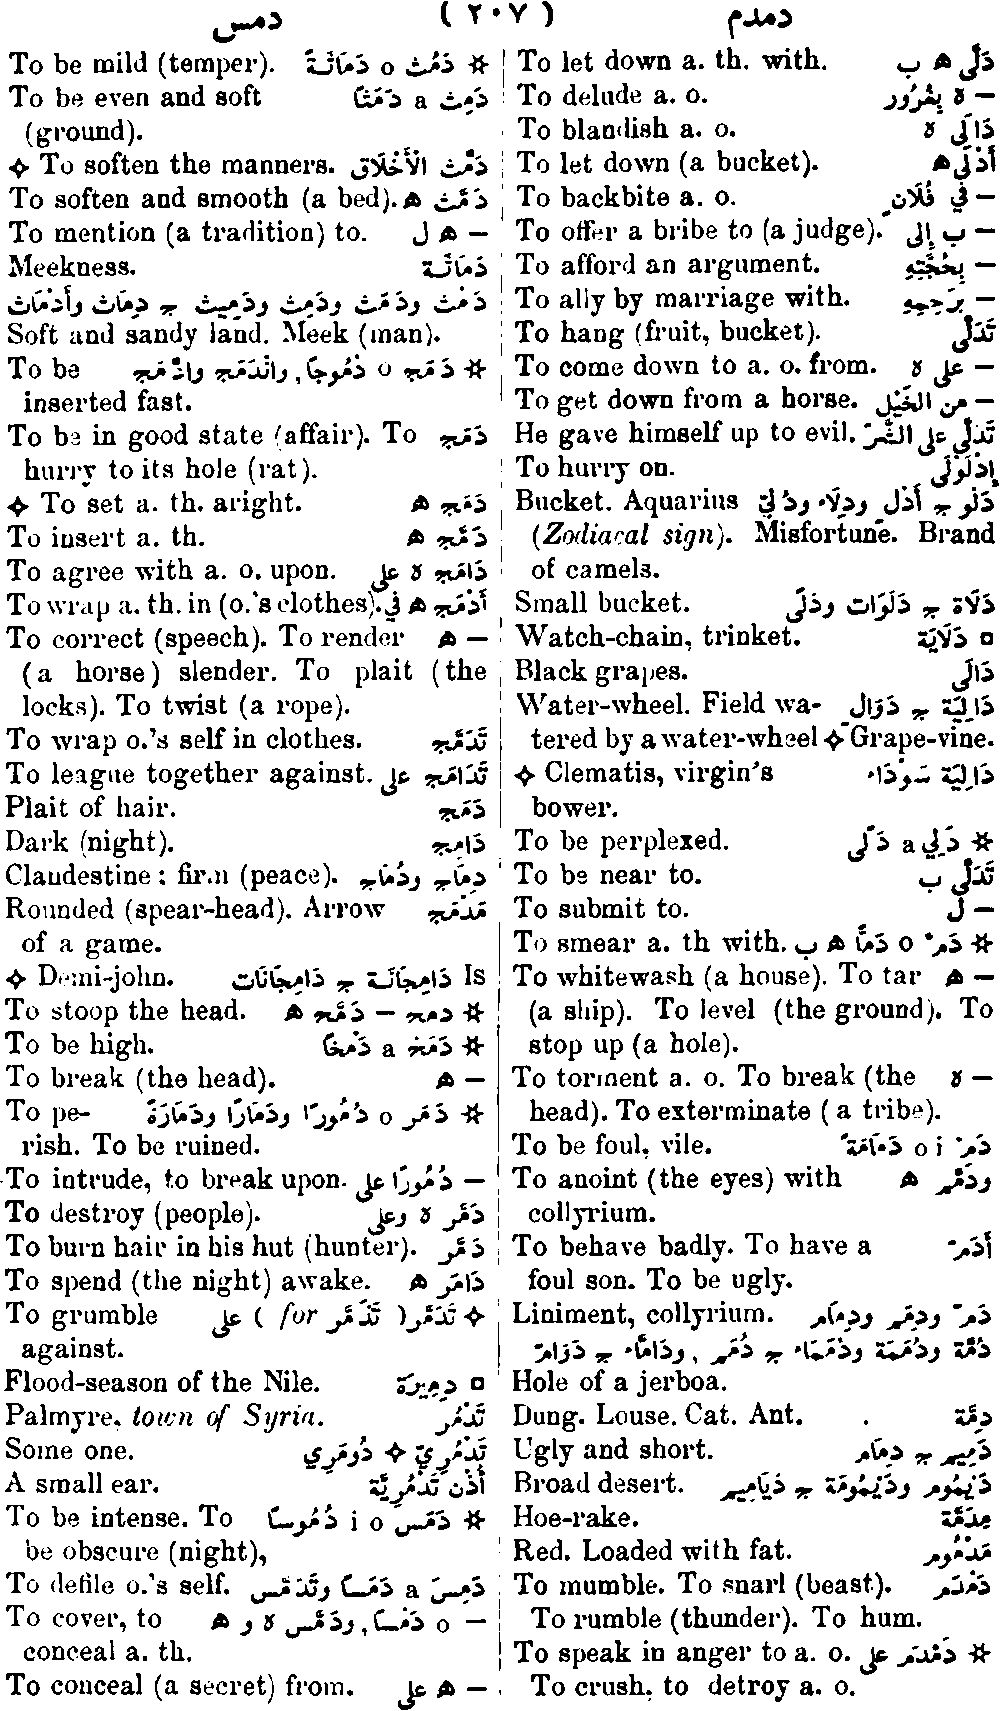 دمس ( ٢٠٧ ) دمدم
To let down a. th. with. دَلَّى ه ب
To delude a. o. — ه بِغُرُور
To blandish a. o. دَالَى ه
To let down (a bucket). أَدْلَى ه
To backbite a. o. — فِي فُلَان
To offer a bribe to (a judge). — ب إِلى
To afford an argument. — بِحُجَّتِهِ
To ally by marriage with. — بِرَحِمِهِ
To hang (fruit, bucket). تَدَلَّى
To come down to a. o. from. — على ه
To get down from a horse. — من الخَيْل
He gave himself up to evil. تَدَلَّى على الشَّرّ
To hurry on. إِدْلَوْلَى
Bucket. Aquarius دَلْو ج أَدْلٍ ودِلَاء ودُلِيّ
(Zodiacal sign). Misfortune. Brand
of camels.
Small bucket. دَلَاة ج دَلَوَات ودَلًى
Watch-chain, trinket. دَلَايَة ▫
Black grapes. دَالَى
Water-wheel. Field wa- دَالِيَة ج دَوَالٍ
tered by a water-wheel ✧ Grape-vine.
✧ Clematis, virgin's دَالِيَة سَوْدَاء
bower.
To be perplexed. ✲ دَلِيَ a دَلًى
To be near to. تَدَلَّى ب
To submit to. — ل
To smear a. th with. ✲ دَمَّ o دَمًّا ه ب
To whitewash (a house). To tar — ه
(a ship). To level (the ground). To
stop up (a hole).
To torment a. o. To break (the — ه
head). To exterminate (a tribe).
To be foul, vile. دَمَّ o i دَمَامَةً
To anoint (the eyes) with ودَمَّمَ ه
collyrium.
To behave badly. To have a أَدَمَّ
foul son. To be ugly.
Liniment, collyrium. دَمّ ودِمَم ودِمَام
دُمَّة ودُمَمَة ودُمَمَاء ج دُمَم , ودَامَّاء ج دَوَامّ
Hole of a jerboa.
Dung. Louse. Cat. Ant. دِمَّة
Ugly and short. دَمِيم ج دِمَام
Broad desert. دَيْمُوم ودَيْمُومَة ج دَيَامِيم
Hoe-rake. مِدَمَّة
Red. Loaded with fat. مَدْمُوم
To mumble. To snarl (beast). دَمْدَمَ
To rumble (thunder). To hum.
To speak in anger to a. o. ✲ دَمْدَمَ على
To crush, to detroy a. o.
To be mild (temper). ✲ دَمُثَ o دَمَاثَةً
To be even and soft دَمِثَ a دَمَثًا
(ground).
✧ To soften the manners. دَمَّثَ الأَخْلَاق
To soften and smooth (a bed). دَمَّثَ ه
To mention (a tradition) to. — ه ل
Meekness. دَمَاثَة
دَمْث ودَمَث ودَمِث ودَمِيث ج دِمَاث وأَدْمَاث
Soft and sandy land. Meek (man).
To be ✲ دَمَجَ o دُمُوجًا , وانْدَمَجَ وادَّمَجَ
inserted fast.
To be in good state (affair). To دَمَجَ
hurry to its hole (rat).
✧ To set a. th. aright. دَمَجَ ه
To insert a. th. دَمَّجَ ه
To agree with a. o. upon. دَامَجَ ه على
To wrap a. th. in (o.'s clothes). أَدْمَجَ ه في
To correct (speech). To render — ه
(a horse) slender. To plait (the
locks). To twist (a rope).
To wrap o.'s self in clothes. تَدَمَّجَ
To league together against. تَدَامَجَ على
Plait of hair. دَمَج
Dark (night). دَامِج
Clandestine ; firm (peace). دِمَاج ودُمَاج
Rounded (spear-head). Arrow مُدْمَج
of a game.
✧ Demi-john. Is دَامِجَانَة ج دَامِجَانَات
To stoop the head. ✲ دمح — دَمَّحَ ه
To be high. ✲ دَمَخَ a دَمْخًا
To break (the head). — ه
To pe- ✲ دَمَرَ o دُمُورًا ودَمَارًا ودَمَارَةً
rish. To be ruined.
To intrude, to break upon. — دُمُورًا على
To destroy (people). دَمَّرَ ه وعلى
To burn hair in his hut (hunter). دَمَّرَ
To spend (the night) awake. دَامَرَ ه
To grumble ✧ تَدَمَّرَ ( for تَذَمَّرَ ) على
against.
Flood-season of the Nile. ▫ دِمِيرَة
Palmyre, town of Syria. تَدْمُر
Some one. تَدْمُرِيّ ✧ دُومَرِي
A small ear. أُذْن تَدْمُرِيَّة
To be intense. To ✲ دَمَسَ i o دُمُوسًا
be obscure (night),
To defile o.'s self. دَمِسَ a دَمَسًا وتَدَمَّسَ
To cover, to — o دَمْسًا , ودَمَّسَ ه و ه
conceal a. th.
To conceal (a secret) from. — ه على